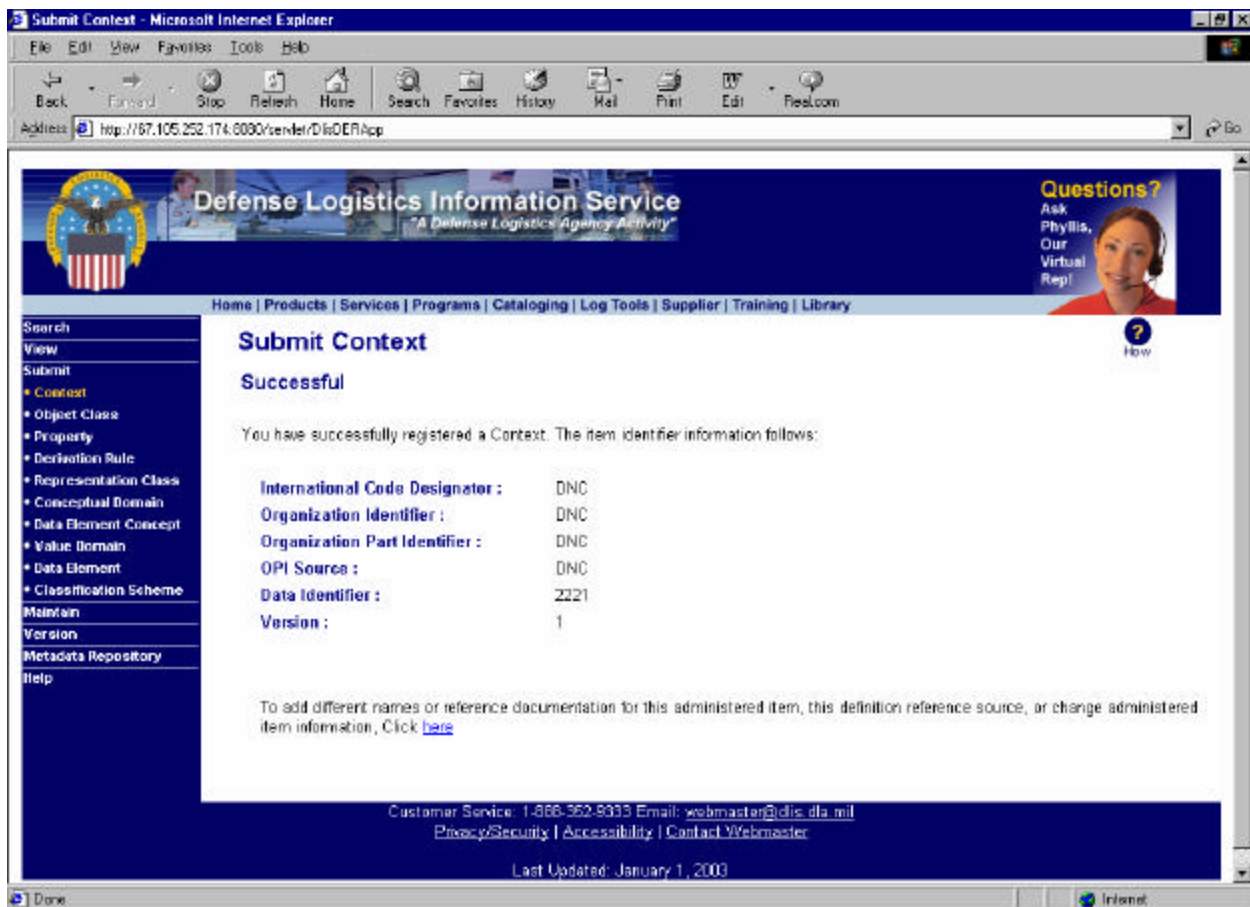 Submit Context - Microsoft Internet Explorer
File Edit View Favorites Tools Help
Back Forward Stop Refresh Home Search Favorites History Mail Print Edit Real.com
Address http://67.105.252.174:8080/servlet/DlisDERApp Go
Defense Logistics Information Service
"A Defense Logistics Agency Activity"
Questions?
Ask
Phyllis,
Our
Virtual
Rep!
Home | Products | Services | Programs | Cataloging | Log Tools | Supplier | Training | Library
Search
View
Submit
• Context
• Object Class
• Property
• Derivation Rule
• Representation Class
• Conceptual Domain
• Data Element Concept
• Value Domain
• Data Element
• Classification Scheme
Maintain
Version
Metadata Repository
Help
Submit Context
?
How
Successful
You have successfully registered a Context. The item identifier information follows:
International Code Designator : DNC
Organization Identifier : DNC
Organization Part Identifier : DNC
OPI Source : DNC
Data Identifier : 2221
Version : 1
To add different names or reference documentation for this administered item, this definition reference source, or change administered
item information, Click here
Customer Service: 1-888-352-9333 Email: webmaster@dlis.dla.mil
Privacy/Security | Accessibility | Contact Webmaster
Last Updated: January 1, 2003
Done Internet